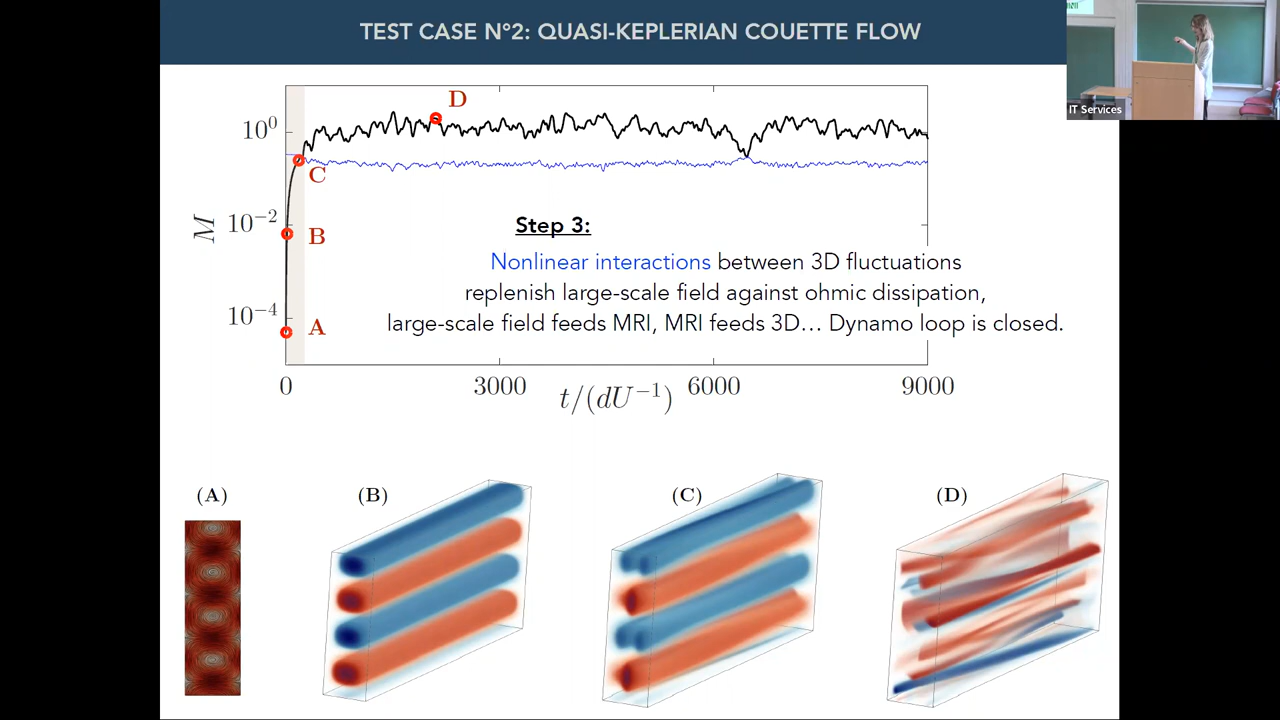 TEST CASE N°2: QUASI-KEPLERIAN COUETTE FLOW
IT Services
D
10^0
C
M
10^-2
B
Step 3:
Nonlinear interactions between 3D fluctuations
replenish large-scale field against ohmic dissipation,
10^-4
A
large-scale field feeds MRI, MRI feeds 3D... Dynamo loop is closed.
0 3000 6000 9000
t/(dU^-1)
(A) (B) (C) (D)